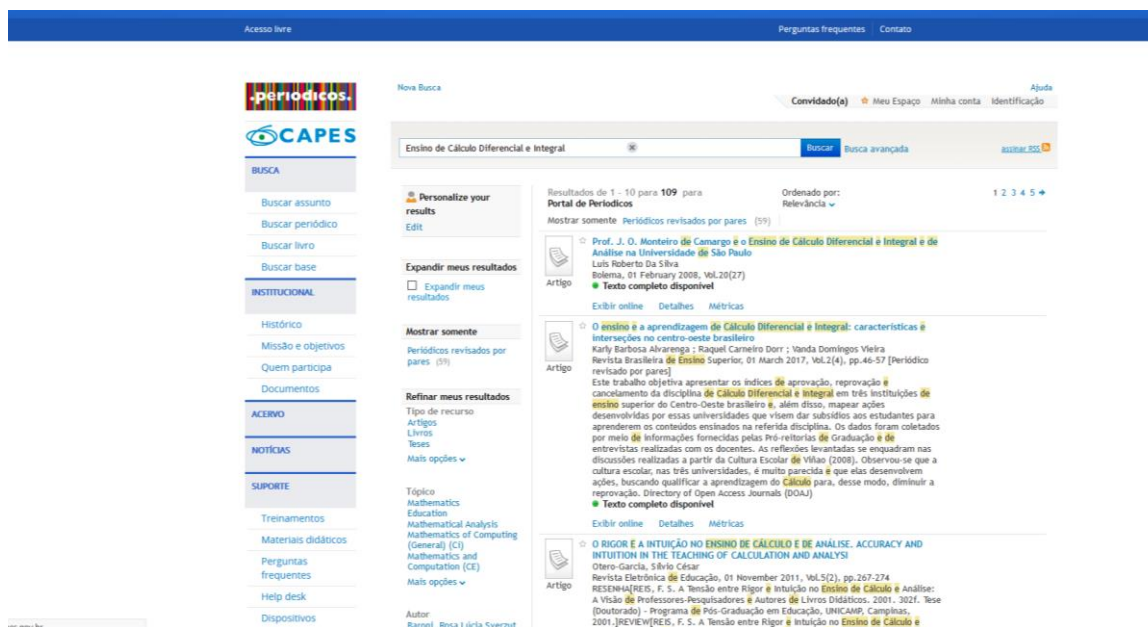 Acesso livre
Perguntas frequentes
Contato
.periodicos.
CAPES
BUSCA
Buscar assunto
Buscar periódico
Buscar livro
Buscar base
INSTITUCIONAL
Histórico
Missão e objetivos
Quem participa
Documentos
ACERVO
NOTÍCIAS
SUPORTE
Treinamentos
Materiais didáticos
Perguntas
frequentes
Help desk
Dispositivos
Nova Busca
Ajuda
Convidado(a)
Meu Espaço
Minha conta
Identificação
Ensino de Cálculo Diferencial e Integral
Buscar
Busca avançada
assinar RSS
Personalize your
results
Edit
Expandir meus resultados
Expandir meus
resultados
Mostrar somente
Periódicos revisados por
pares (59)
Refinar meus resultados
Tipo de recurso
Artigos
Livros
Teses
Mais opções
Tópico
Mathematics
Education
Mathematical Analysis
Mathematics of Computing
(General) (CI)
Mathematics and
Computation (CE)
Mais opções
Autor
Baroni, Rosa Lúcia Sverzut
Resultados de 1 - 10 para 109 para
Portal de Periodicos
Ordenado por:
Relevância
1 2 3 4 5
Mostrar somente Periódicos revisados por pares (59)
Artigo
Prof. J. O. Monteiro de Camargo e o Ensino de Cálculo Diferencial e Integral e de
Análise na Universidade de São Paulo
Luis Roberto Da Silva
Bolema, 01 February 2008, Vol.20(27)
Texto completo disponível
Exibir online Detalhes Métricas
Artigo
O ensino e a aprendizagem de Cálculo Diferencial e Integral: características e
interseções no centro-oeste brasileiro
Karly Barbosa Alvarenga ; Raquel Carneiro Dorr ; Vanda Domingos Vieira
Revista Brasileira de Ensino Superior, 01 March 2017, Vol.2(4), pp.46-57 [Periódico
revisado por pares]
Este trabalho objetiva apresentar os índices de aprovação, reprovação e
cancelamento da disciplina de Cálculo Diferencial e Integral em três instituições de
ensino superior do Centro-Oeste brasileiro e, além disso, mapear ações
desenvolvidas por essas universidades que visem dar subsídios aos estudantes para
aprenderem os conteúdos ensinados na referida disciplina. Os dados foram coletados
por meio de informações fornecidas pelas Pró-reitorias de Graduação e de
entrevistas realizadas com os docentes. As reflexões levantadas se enquadram nas
discussões realizadas a partir da Cultura Escolar de Viñao (2008). Observou-se que a
cultura escolar, nas três universidades, é muito parecida e que elas desenvolvem
ações, buscando qualificar a aprendizagem do Cálculo para, desse modo, diminuir a
reprovação. Directory of Open Access Journals (DOAJ)
Texto completo disponível
Exibir online Detalhes Métricas
Artigo
O RIGOR E A INTUIÇÃO NO ENSINO DE CÁLCULO E DE ANÁLISE. ACCURACY AND
INTUITION IN THE TEACHING OF CALCULATION AND ANALYSI
Otero-Garcia, Sílvio César
Revista Eletrônica de Educação, 01 November 2011, Vol.5(2), pp.267-274
RESENHA[REIS, F. S. A Tensão entre Rigor e Intuição no Ensino de Cálculo e Análise:
A Visão de Professores-Pesquisadores e Autores de Livros Didáticos. 2001. 302f. Tese
(Doutorado) - Programa de Pós-Graduação em Educação, UNICAMP, Campinas,
2001.]REVIEW[REIS, F. S. A Tensão entre Rigor e Intuição no Ensino de Cálculo e